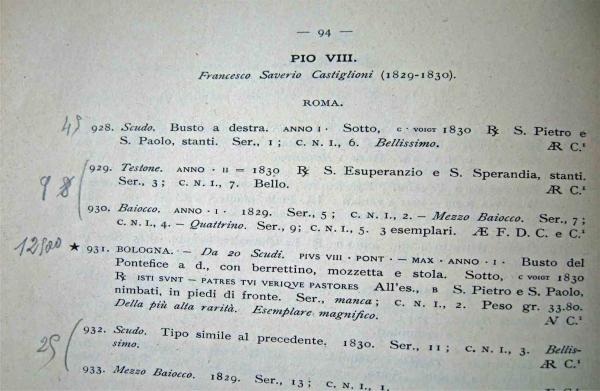 — 94 —
PIO VIII.
Francesco Saverio Castiglioni (1829-1830).
ROMA.
45 928. Scudo. Busto a destra. ANNO I · Sotto, C · VOIGT 1830 ℞ S. Pietro e
S. Paolo, stanti. Ser., 1; C. N. I., 6. Bellissimo. Æ C.¹
929. Testone. ANNO · II = 1830 ℞ S. Esuperanzio e S. Sperandia, stanti.
Ser., 3; C. N. I., 7. Bello. Æ C.¹
930. Baiocco. ANNO · I · 1829. Ser., 5; C. N. I., 2. – Mezzo Baiocco. Ser., 7;
C. N. I., 4. – Quattrino. Ser., 9; C. N. I., 5. 3 esemplari. Æ F. D. C. e C.¹
★ 931. BOLOGNA. – Da 20 Scudi. PIVS VIII · PONT · – MAX · ANNO · I · Busto del
Pontefice a d., con berrettino, mozzetta e stola. Sotto, C VOIGT 1830
℞ ISTI SVNT – PATRES TVI VERIQVE PASTORES All'es., B S. Pietro e S. Paolo,
nimbati, in piedi di fronte. Ser., manca; C. N. I., 2. Peso gr. 33.80.
Della più alta rarità. Esemplare magnifico. N C.¹
25 932. Scudo. Tipo simile al precedente. 1830. Ser., 11; C. N. I., 3. Bellis-
simo. Æ C.¹
933. Mezzo Baiocco. 1829. Ser., 13; C. N. I., 1.